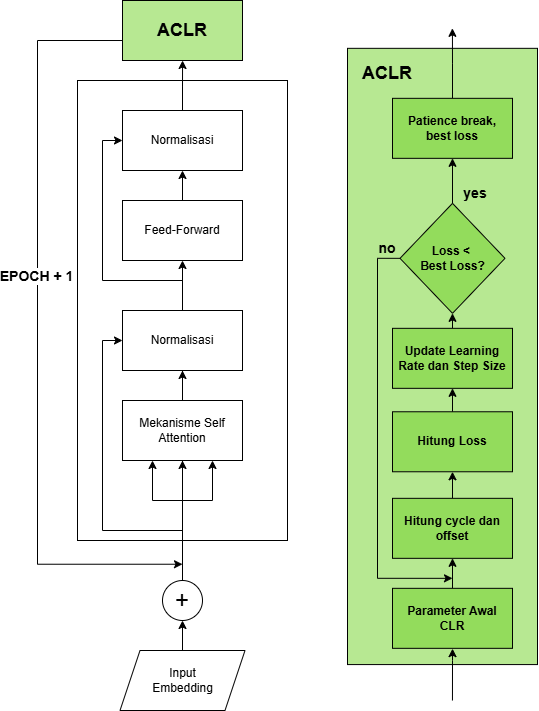 ACLR
Normalisasi
Feed-Forward
EPOCH + 1
Normalisasi
Mekanisme Self
Attention
+
Input
Embedding
ACLR
Patience break,
best loss
yes
no
Loss <
Best Loss?
Update Learning
Rate dan Step Size
Hitung Loss
Hitung cycle dan
offset
Parameter Awal
CLR